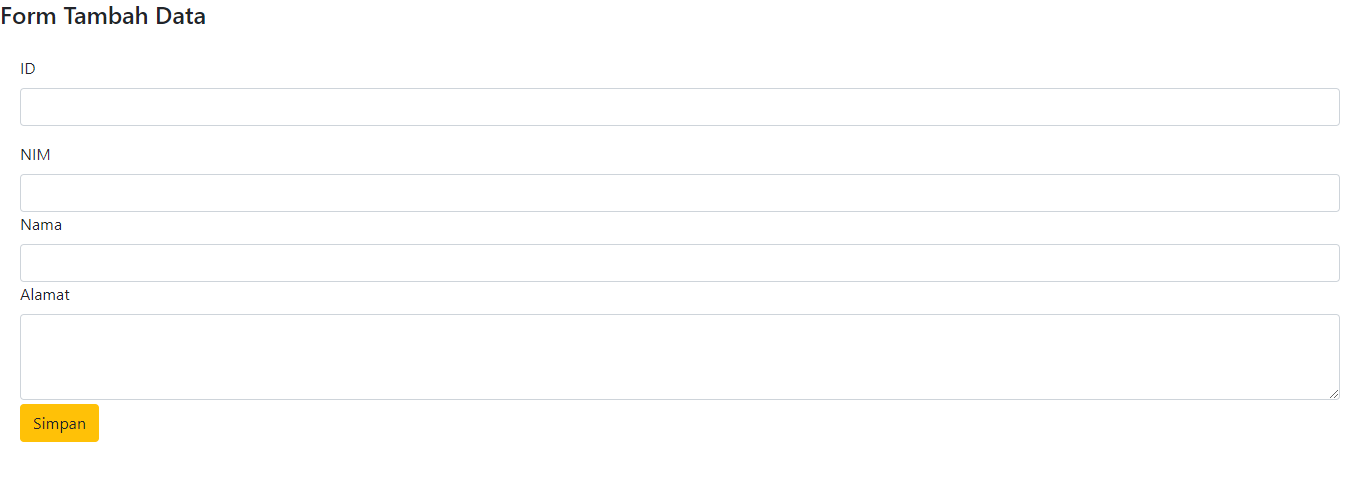 Form Tambah Data
ID
NIM
Nama
Alamat
Simpan